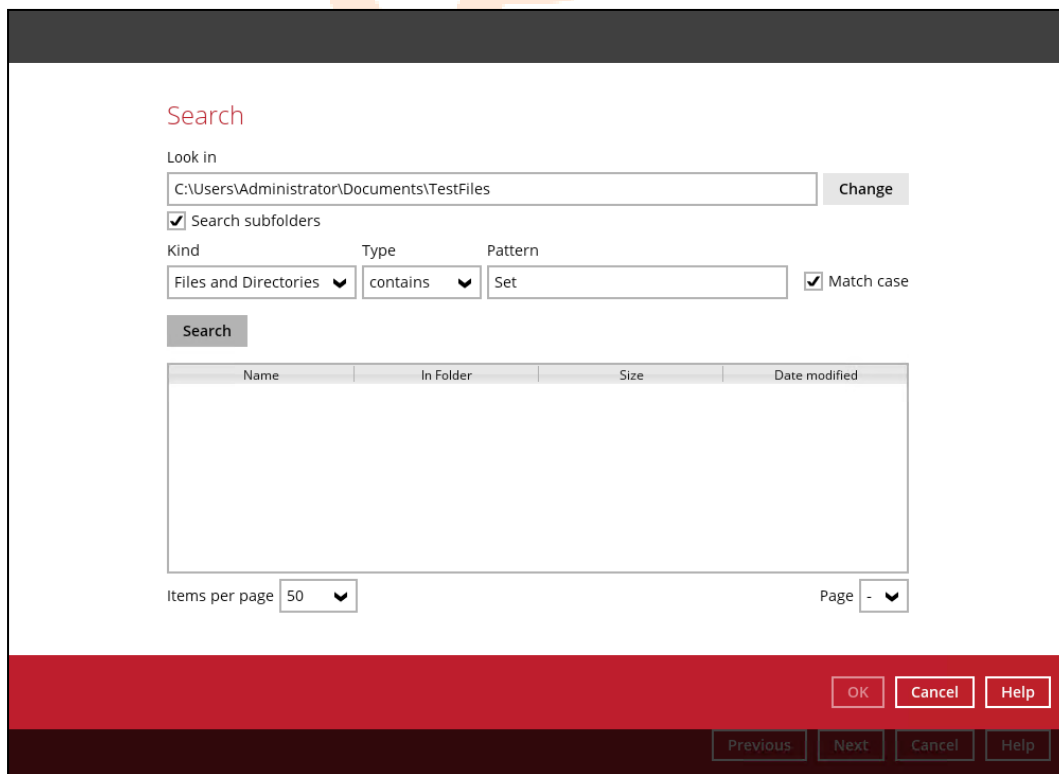 Search
Look in
C:\Users\Administrator\Documents\TestFiles Change
Search subfolders
Kind Type Pattern
Files and Directories contains Set Match case
Search
Name In Folder Size Date modified
Items per page 50 Page -
OK Cancel Help
Previous Next Cancel Help